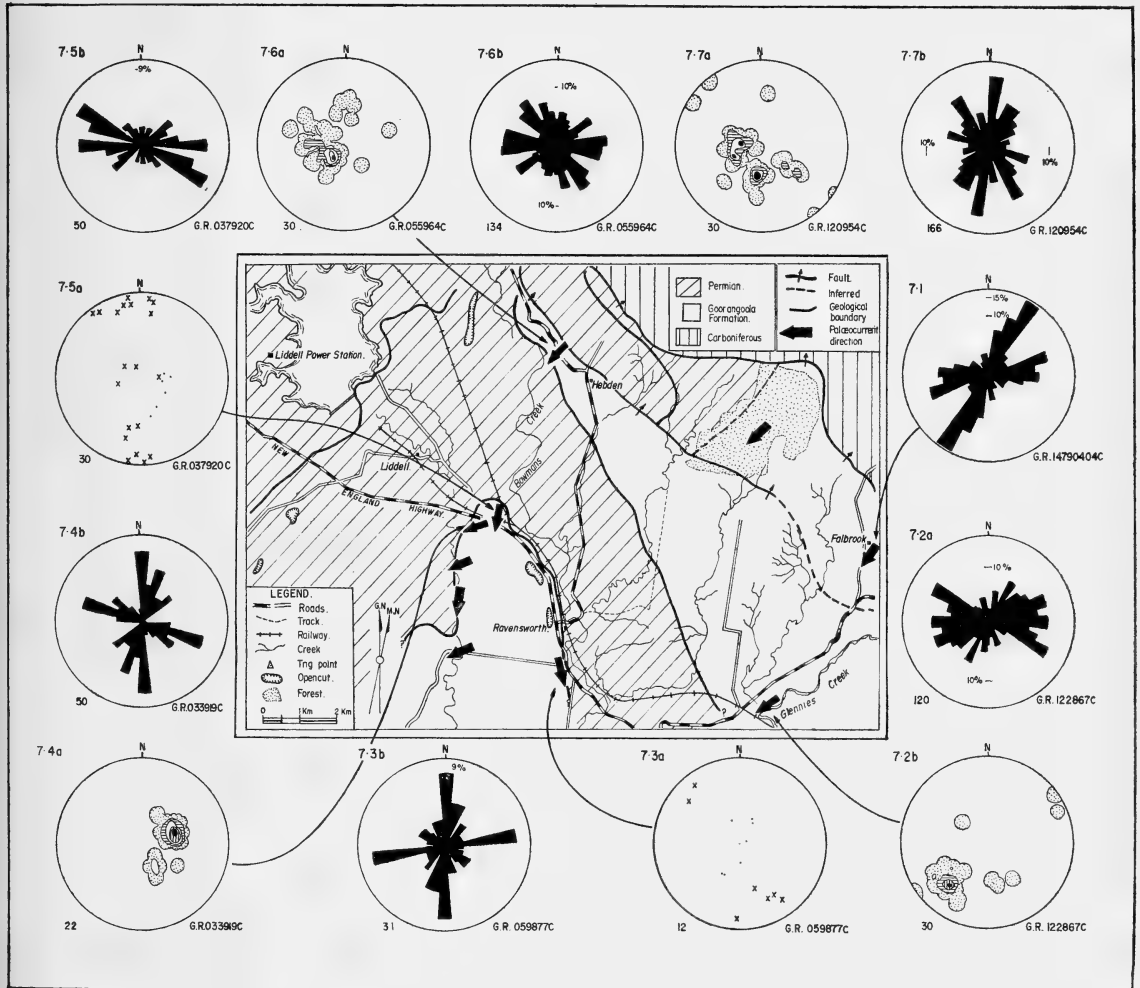 7·5b
N
-9%
50
G.R.037920C
7·6a
N
30
G.R.055964C
7·6b
N
-10%
10%-
134
G.R.055964C
7·7a
N
30
G.R.120954C
7·7b
N
10%
10%
166
G.R.120954C
7·5a
N
30
G.R.037920C
7·1
N
-15%
-10%
G.R.14790404C
7·4b
N
50
G.R.033919C
7·2a
N
-10%
10%-
120
G.R.122867C
7·4a
N
22
G.R.033919C
7·3b
N
9%
31
G.R. 059877C
7·3a
N
12
G.R. 059877C
7·2b
N
30
G.R. 122867C
Permian.
Goorangoola
Formation.
Carboniferous
Fault.
Inferred
Geological
boundary
Palæocurrent
direction
Liddell Power Station.
Hebden
Creek
Bowmans
Liddell.
NEW
ENGLAND
HIGHWAY.
Falbrook.
Ravensworth.
Glennies
Creek
?
LEGEND.
Roads.
Track.
Railway.
Creek
Tng point
Opencut.
Forest.
0 1 Km 2 Km
G.N
M.N